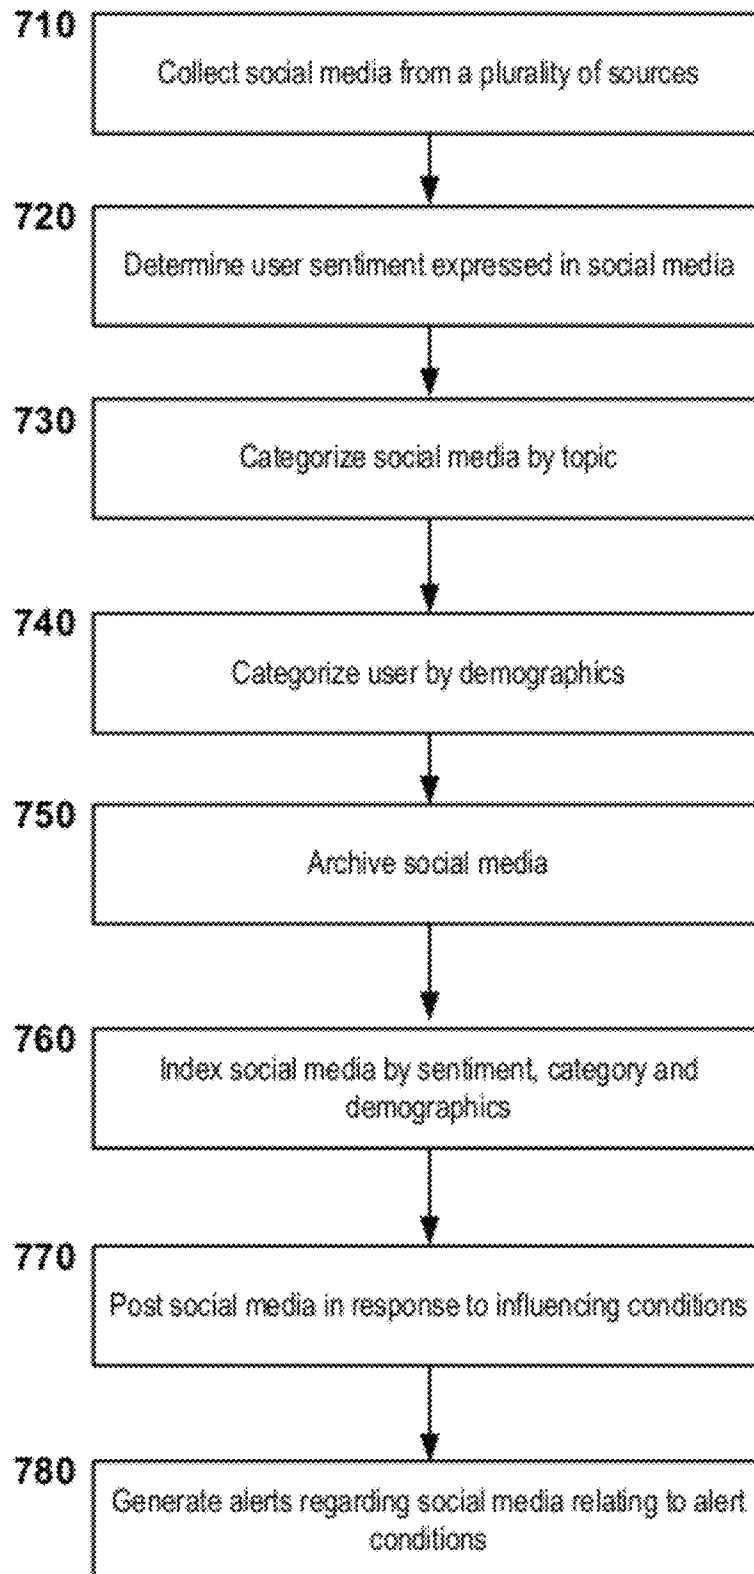 710
Collect social media from a plurality of sources
720
Determine user sentiment expressed in social media
730
Categorize social media by topic
740
Categorize user by demographics
750
Archive social media
760
Index social media by sentiment, category and
demographics
770
Post social media in response to influencing conditions
780
Generate alerts regarding social media relating to alert
conditions